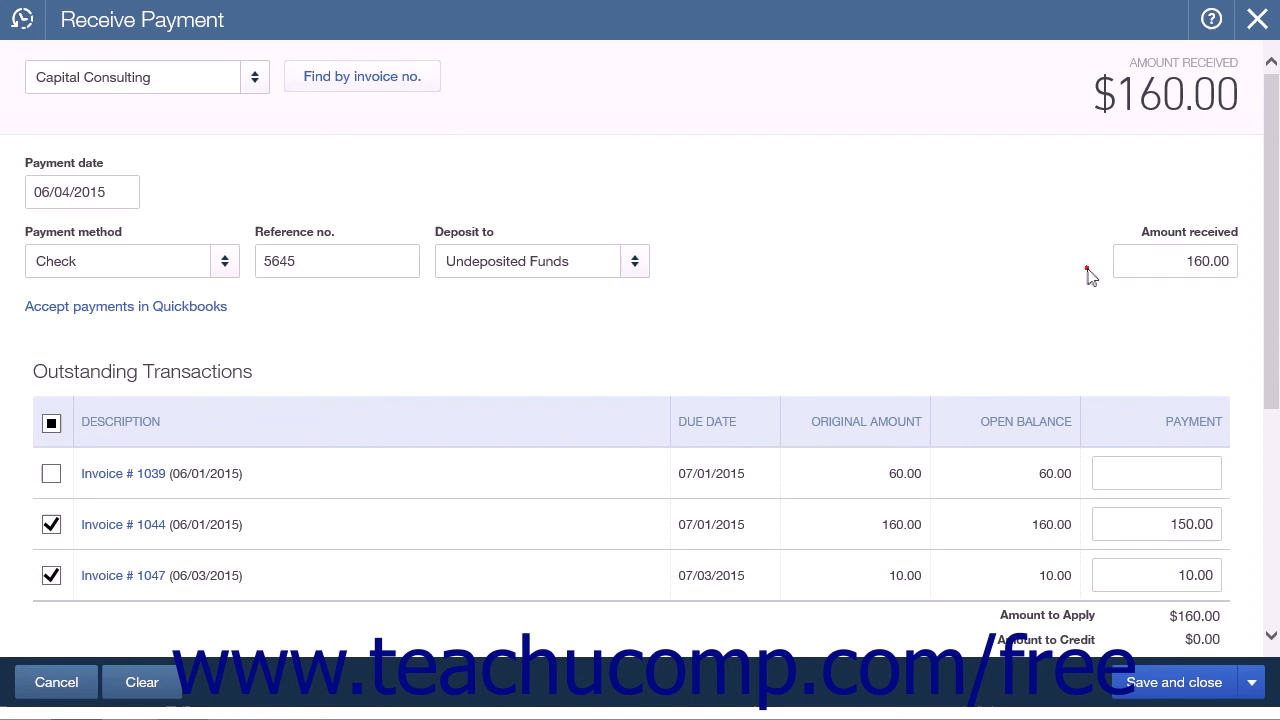 Receive Payment
Capital Consulting
Find by invoice no.
AMOUNT RECEIVED
$160.00
Payment date
06/04/2015
Payment method
Reference no.
Deposit to
Amount received
Check
5645
Undeposited Funds
160.00
Accept payments in Quickbooks
Outstanding Transactions
DESCRIPTION DUE DATE ORIGINAL AMOUNT OPEN BALANCE PAYMENT
Invoice # 1039 (06/01/2015) 07/01/2015 60.00 60.00
Invoice # 1044 (06/01/2015) 07/01/2015 160.00 160.00 150.00
Invoice # 1047 (06/03/2015) 07/03/2015 10.00 10.00 10.00
Amount to Apply $160.00
Amount to Credit $0.00
www.teachucomp.com/free
Cancel
Clear
Save and close